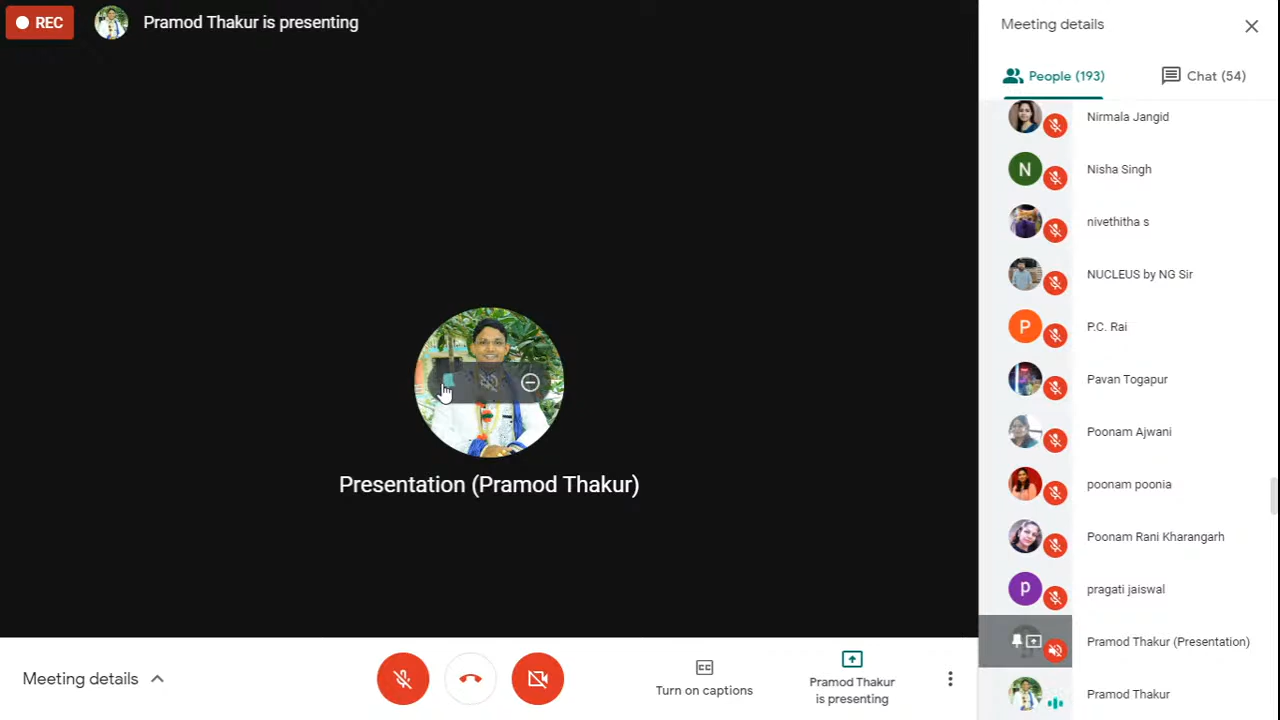 REC
Pramod Thakur is presenting
Presentation (Pramod Thakur)
Meeting details
Turn on captions
Pramod Thakur
is presenting
Meeting details
People (193)
Chat (54)
Nirmala Jangid
N
Nisha Singh
nivethitha s
NUCLEUS by NG Sir
P
P.C. Rai
Pavan Togapur
Poonam Ajwani
poonam poonia
Poonam Rani Kharangarh
p
pragati jaiswal
Pramod Thakur (Presentation)
Pramod Thakur
CC